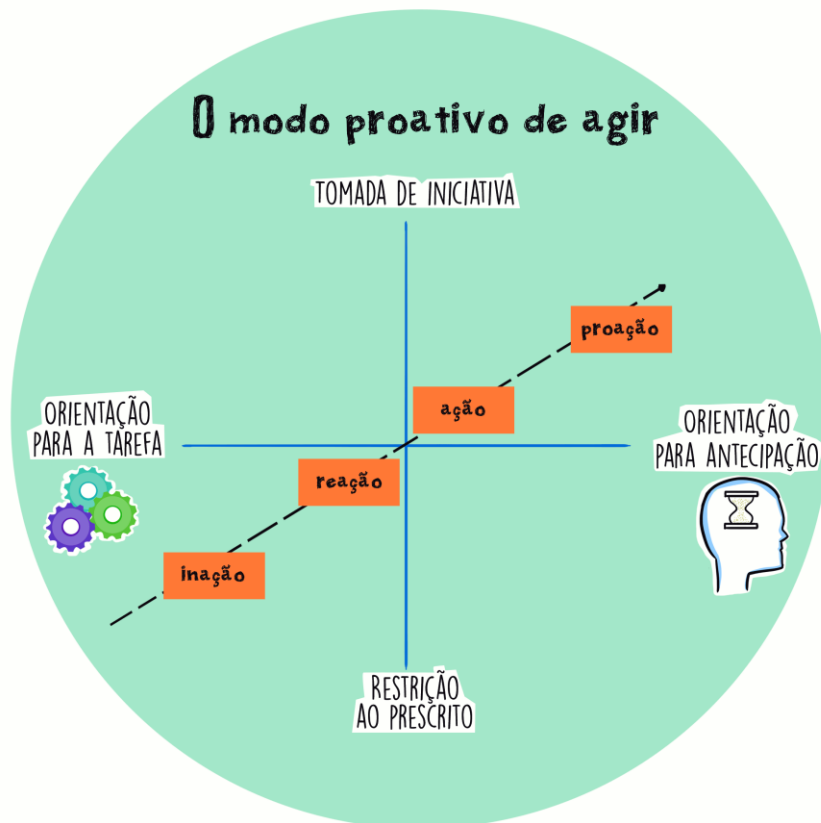 O modo proativo de agir
TOMADA DE INICIATIVA
proação
ação
ORIENTAÇÃO
PARA A TAREFA
ORIENTAÇÃO
PARA ANTECIPAÇÃO
reação
inação
RESTRIÇÃO
AO PRESCRITO